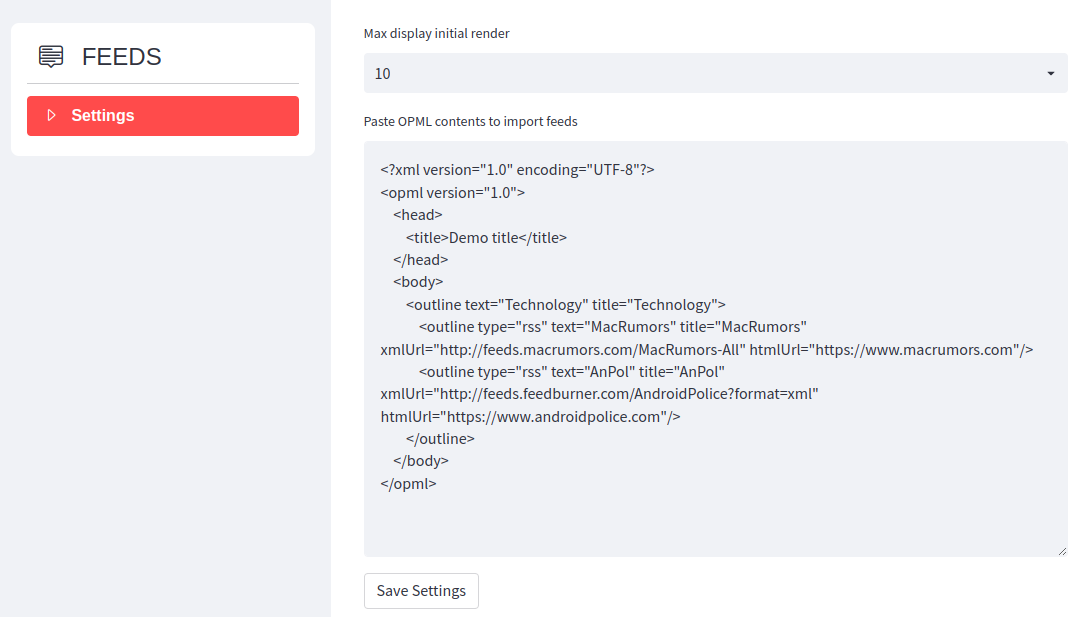 FEEDS
Settings
Max display initial render
10
Paste OPML contents to import feeds
<?xml version="1.0" encoding="UTF-8"?>
<opml version="1.0">
    <head>
        <title>Demo title</title>
    </head>
    <body>
        <outline text="Technology" title="Technology">
            <outline type="rss" text="MacRumors" title="MacRumors"
xmlUrl="http://feeds.macrumors.com/MacRumors-All" htmlUrl="https://www.macrumors.com"/>
            <outline type="rss" text="AnPol" title="AnPol"
xmlUrl="http://feeds.feedburner.com/AndroidPolice?format=xml"
htmlUrl="https://www.androidpolice.com"/>
        </outline>
    </body>
</opml>
Save Settings